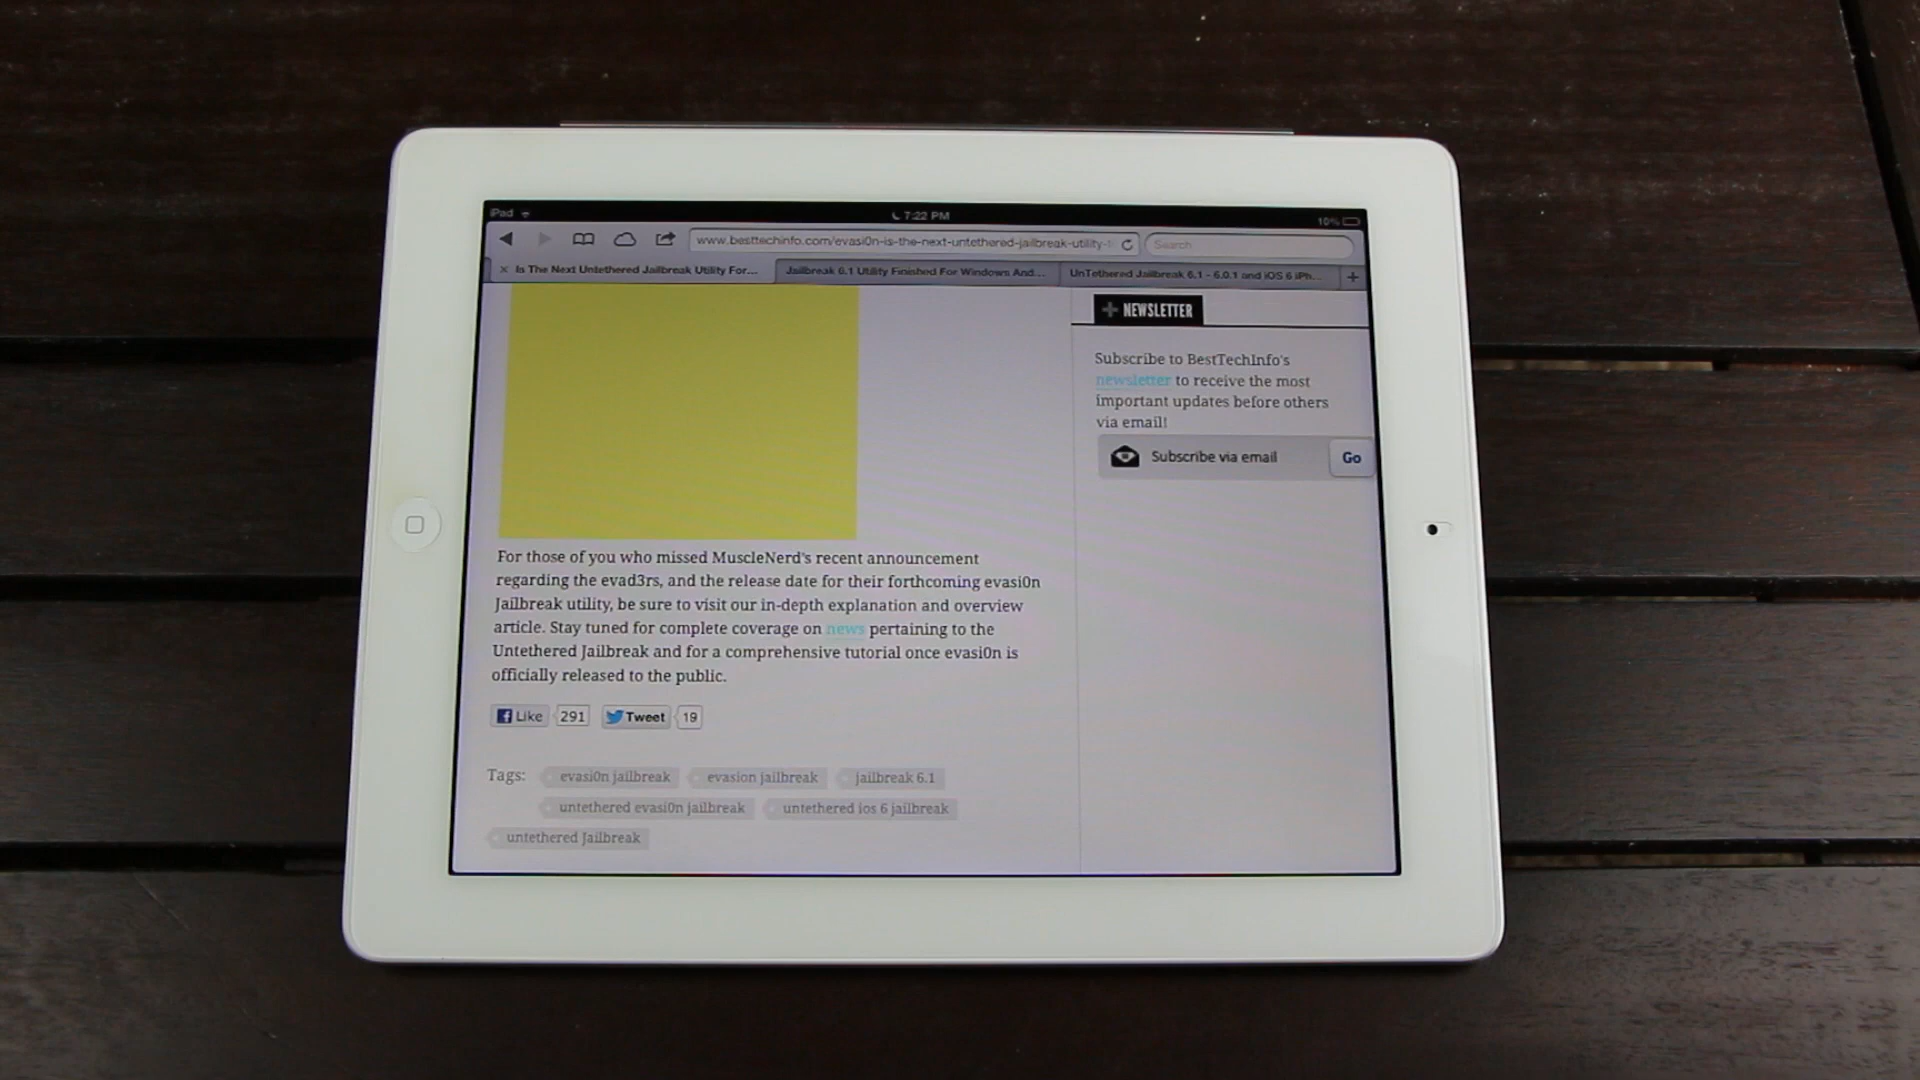 iPad
7:22 PM
10%
www.besttechinfo.com/evasi0n-is-the-next-untethered-jailbreak-utility-
Search
Is The Next Untethered Jailbreak Utility For...
Jailbreak 6.1 Utility Finished For Windows And...
UnTethered Jailbreak 6.1 - 6.0.1 and iOS 6 iPh...
NEWSLETTER
Subscribe to BestTechInfo's
newsletter to receive the most
important updates before others
via email!
Subscribe via email
Go
For those of you who missed MuscleNerd's recent announcement
regarding the evad3rs, and the release date for their forthcoming evasi0n
Jailbreak utility, be sure to visit our in-depth explanation and overview
article. Stay tuned for complete coverage on news pertaining to the
Untethered Jailbreak and for a comprehensive tutorial once evasi0n is
officially released to the public.
Like 291 Tweet 19
Tags: evasi0n jailbreak evasion jailbreak jailbreak 6.1
untethered evasi0n jailbreak untethered ios 6 jailbreak
untethered Jailbreak